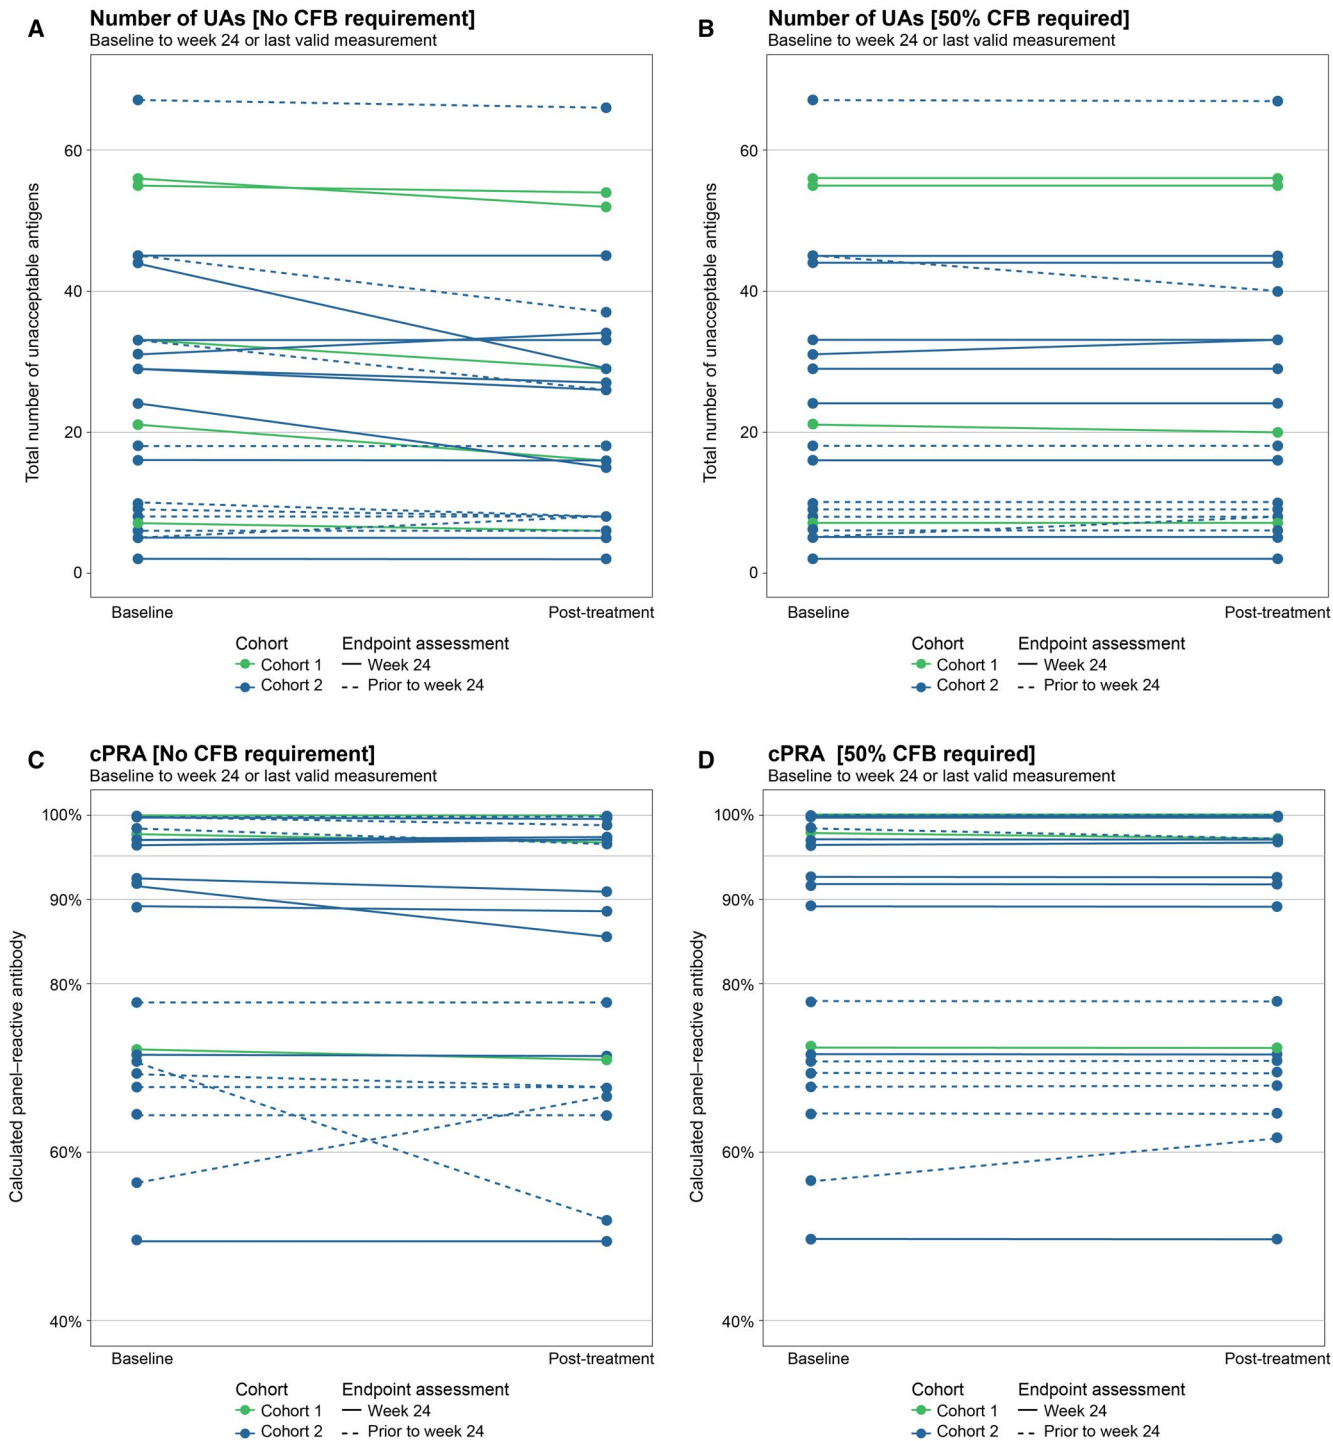 A
Number of UAs [No CFB requirement]
Baseline to week 24 or last valid measurement
Total number of unacceptable antigens
60
40
20
0
Baseline
Post-treatment
Cohort
Endpoint assessment
Cohort 1
Week 24
Cohort 2
Prior to week 24
B
Number of UAs [50% CFB required]
Baseline to week 24 or last valid measurement
Total number of unacceptable antigens
60
40
20
0
Baseline
Post-treatment
Cohort
Endpoint assessment
Cohort 1
Week 24
Cohort 2
Prior to week 24
C
cPRA [No CFB requirement]
Baseline to week 24 or last valid measurement
Calculated panel–reactive antibody
100%
90%
80%
60%
40%
Baseline
Post-treatment
Cohort
Endpoint assessment
Cohort 1
Week 24
Cohort 2
Prior to week 24
D
cPRA [50% CFB required]
Baseline to week 24 or last valid measurement
Calculated panel–reactive antibody
100%
90%
80%
60%
40%
Baseline
Post-treatment
Cohort
Endpoint assessment
Cohort 1
Week 24
Cohort 2
Prior to week 24